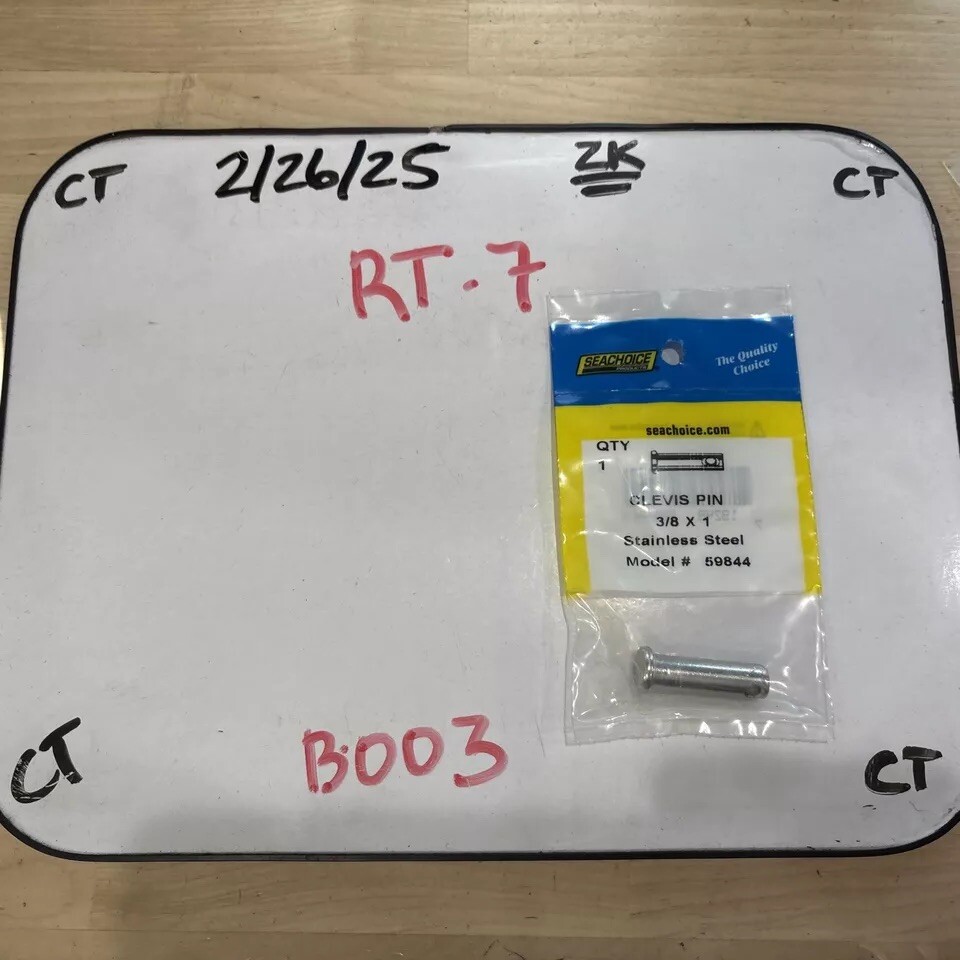 CT 2/26/25 ZK CT
RT.7
SEACHOICE
PRODUCTS
The Quality
Choice
seachoice.com
QTY
1
CLEVIS PIN
3/8 X 1
Stainless Steel
Model # 59844
CT B003 CT